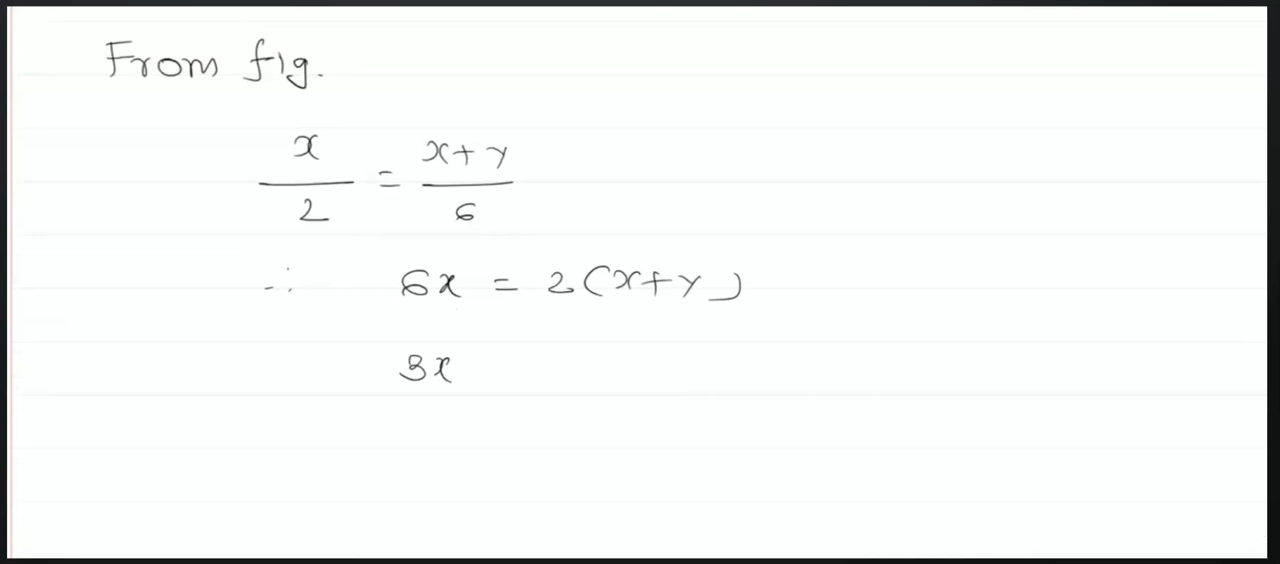 From fig.
x/2 = (x+y)/6
∴ 6x = 2(x+y)
3x